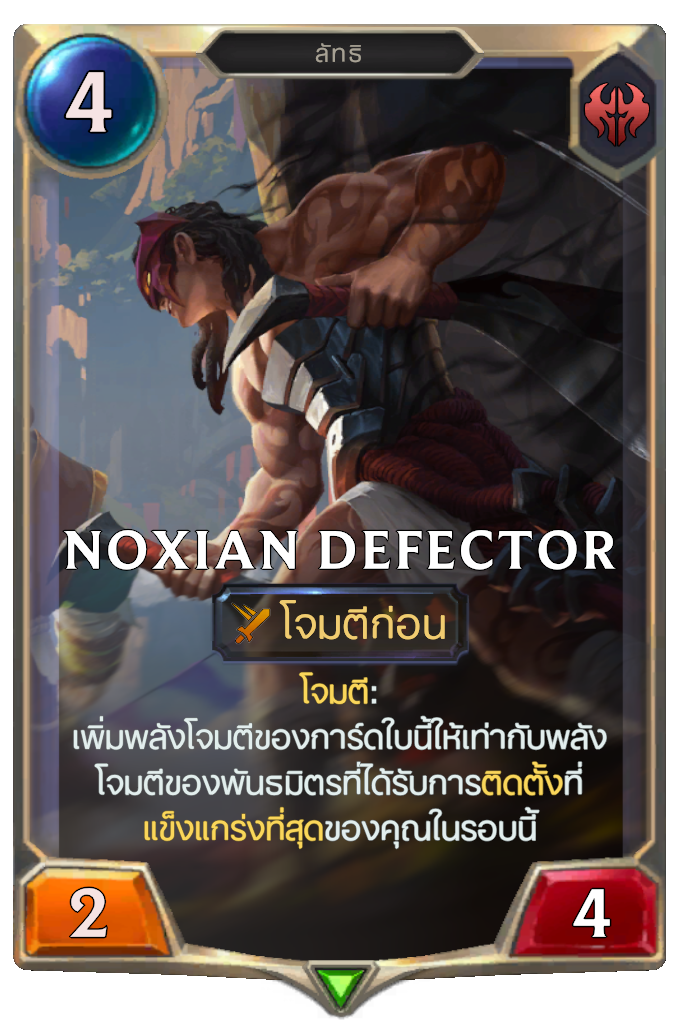 4
ลัทธิ
NOXIAN DEFECTOR
โจมตีก่อน
โจมตี:
เพิ่มพลังโจมตีของการ์ดใบนี้ให้เท่ากับพลัง
โจมตีของพันธมิตรที่ได้รับการติดตั้งที่
แข็งแกร่งที่สุดของคุณในรอบนี้
2
4